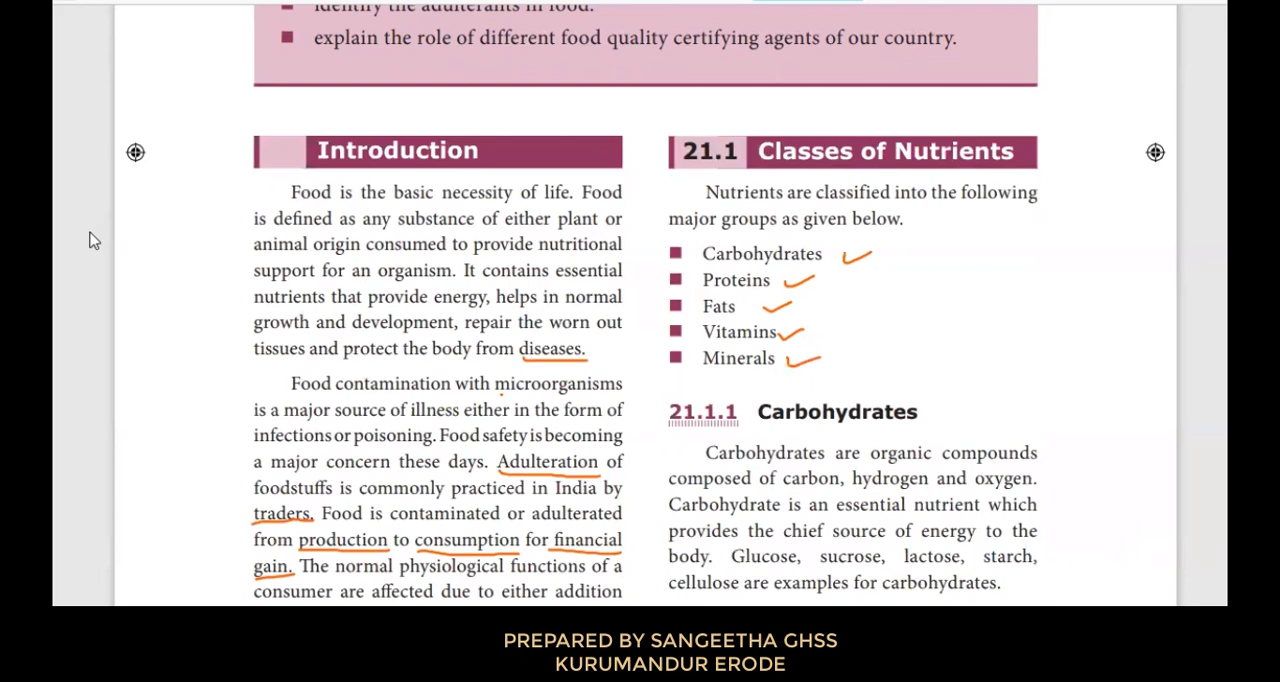 identify the adulterants in food.
explain the role of different food quality certifying agents of our country.
Introduction
Food is the basic necessity of life. Food
is defined as any substance of either plant or
animal origin consumed to provide nutritional
support for an organism. It contains essential
nutrients that provide energy, helps in normal
growth and development, repair the worn out
tissues and protect the body from diseases.
Food contamination with microorganisms
is a major source of illness either in the form of
infections or poisoning. Food safety is becoming
a major concern these days. Adulteration of
foodstuffs is commonly practiced in India by
traders. Food is contaminated or adulterated
from production to consumption for financial
gain. The normal physiological functions of a
consumer are affected due to either addition
21.1 Classes of Nutrients
Nutrients are classified into the following
major groups as given below.
Carbohydrates
Proteins
Fats
Vitamins
Minerals
21.1.1 Carbohydrates
Carbohydrates are organic compounds
composed of carbon, hydrogen and oxygen.
Carbohydrate is an essential nutrient which
provides the chief source of energy to the
body. Glucose, sucrose, lactose, starch,
cellulose are examples for carbohydrates.
PREPARED BY SANGEETHA GHSS
KURUMANDUR ERODE